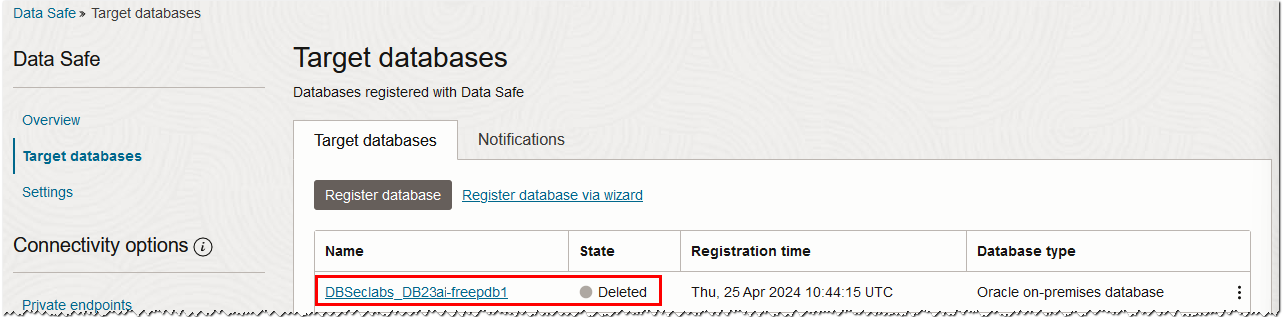 Data Safe » Target databases
Data Safe
Overview
Target databases
Settings
Connectivity options i
Private endpoints
Target databases
Databases registered with Data Safe
Target databases Notifications
Register database Register database via wizard
Name State Registration time Database type
DBSeclabs_DB23ai-freepdb1 Deleted Thu, 25 Apr 2024 10:44:15 UTC Oracle on-premises database